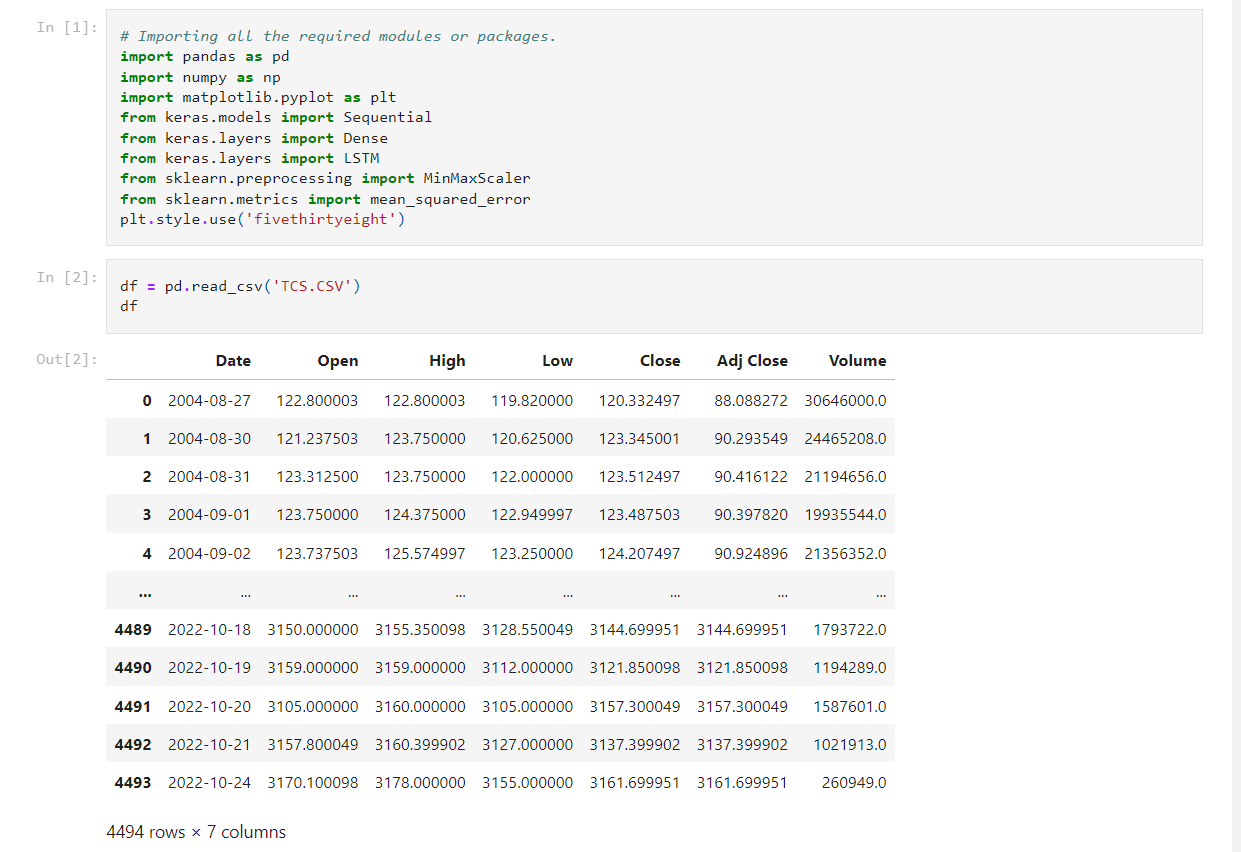 In [1]:
# Importing all the required modules or packages.
import pandas as pd
import numpy as np
import matplotlib.pyplot as plt
from keras.models import Sequential
from keras.layers import Dense
from keras.layers import LSTM
from sklearn.preprocessing import MinMaxScaler
from sklearn.metrics import mean_squared_error
plt.style.use('fivethirtyeight')
In [2]:
df = pd.read_csv('TCS.CSV')
df
Out[2]:
Date Open High Low Close Adj Close Volume
0 2004-08-27 122.800003 122.800003 119.820000 120.332497 88.088272 30646000.0
1 2004-08-30 121.237503 123.750000 120.625000 123.345001 90.293549 24465208.0
2 2004-08-31 123.312500 123.750000 122.000000 123.512497 90.416122 21194656.0
3 2004-09-01 123.750000 124.375000 122.949997 123.487503 90.397820 19935544.0
4 2004-09-02 123.737503 125.574997 123.250000 124.207497 90.924896 21356352.0
... ... ... ... ... ... ... ...
4489 2022-10-18 3150.000000 3155.350098 3128.550049 3144.699951 3144.699951 1793722.0
4490 2022-10-19 3159.000000 3159.000000 3112.000000 3121.850098 3121.850098 1194289.0
4491 2022-10-20 3105.000000 3160.000000 3105.000000 3157.300049 3157.300049 1587601.0
4492 2022-10-21 3157.800049 3160.399902 3127.000000 3137.399902 3137.399902 1021913.0
4493 2022-10-24 3170.100098 3178.000000 3155.000000 3161.699951 3161.699951 260949.0
4494 rows × 7 columns